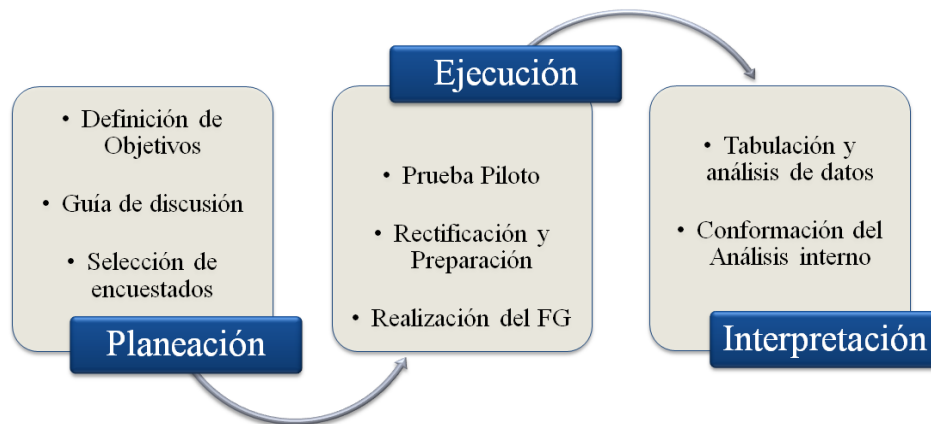 • Definición de
Objetivos
• Guía de discusión
• Selección de
encuestados
Planeación
Ejecución
• Prueba Piloto
• Rectificación y
Preparación
• Realización del FG
• Tabulación y
análisis de datos
• Conformación del
Análisis interno
Interpretación